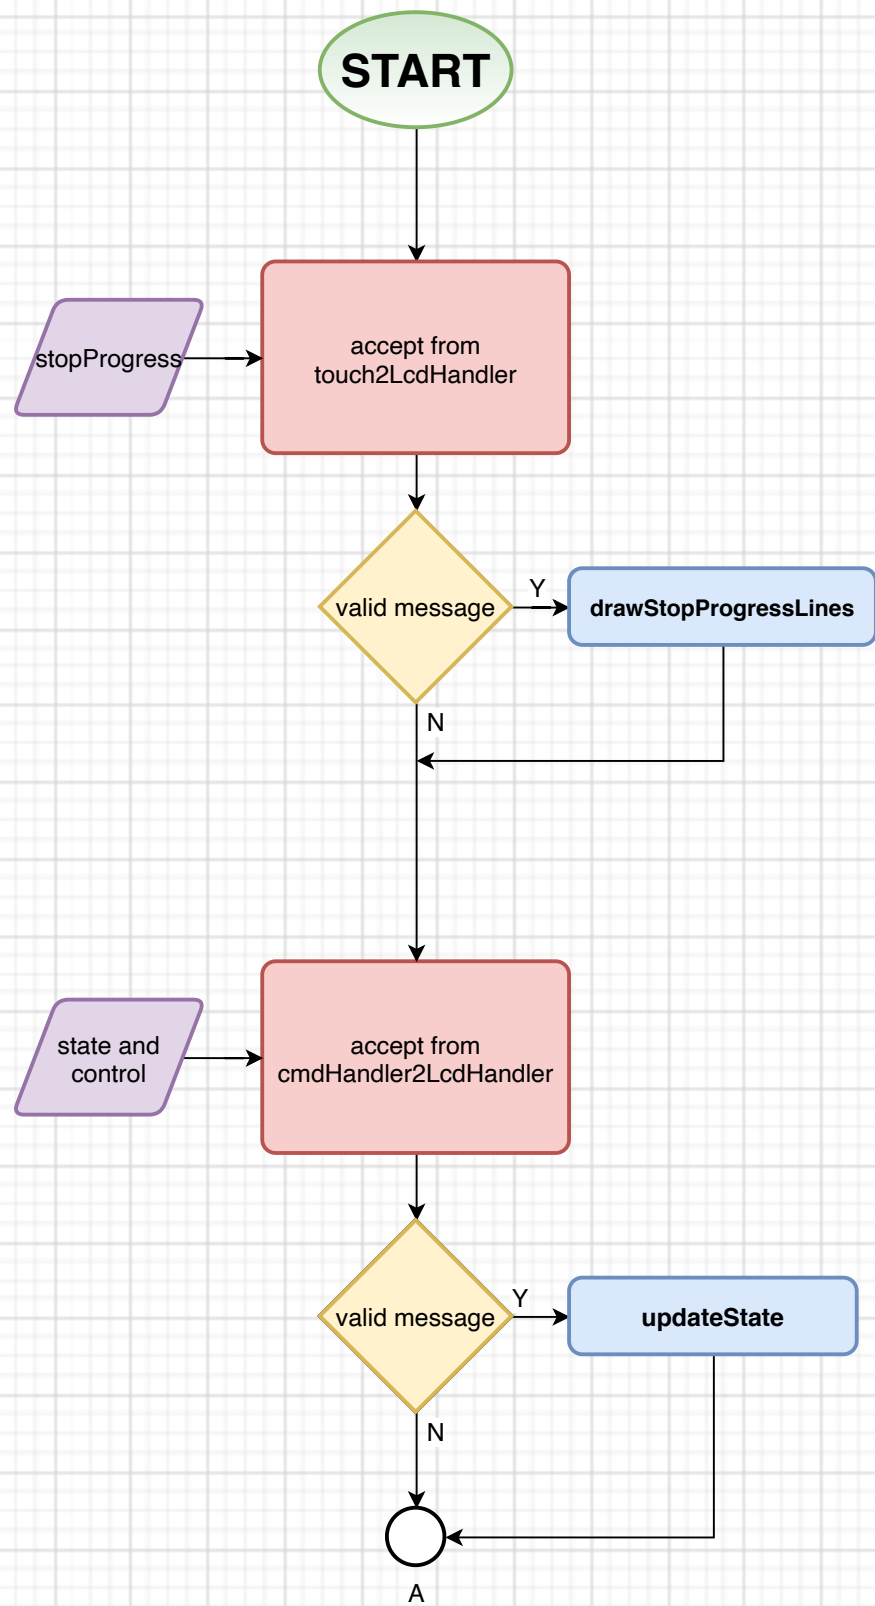 START
stopProgress
accept from
touch2LcdHandler
valid message
Y
drawStopProgressLines
N
state and
control
accept from
cmdHandler2LcdHandler
valid message
Y
updateState
N
A